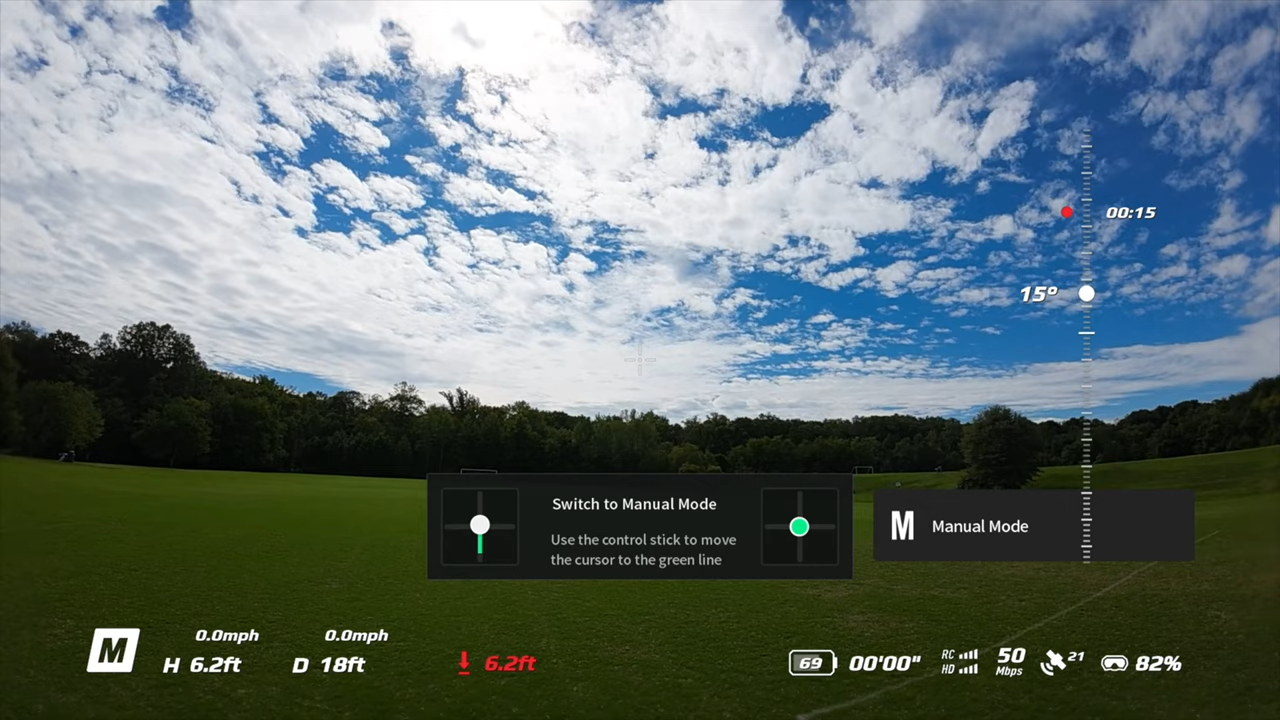 00:15
15°
Switch to Manual Mode
Use the control stick to move
the cursor to the green line
M Manual Mode
M
0.0mph 0.0mph
H 6.2ft D 18ft 6.2ft
69 00'00"
RC
HD
50
Mbps
21
82%